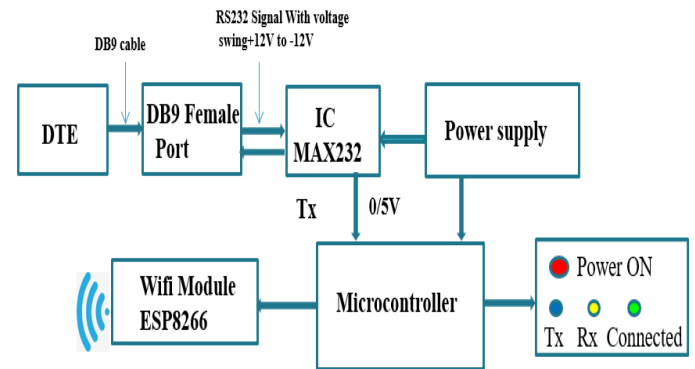 RS232 Signal With voltage
swing+12V to -12V
DB9 cable
DTE
DB9 Female
Port
IC
MAX232
Power supply
Tx
0/5V
Wifi Module
ESP8266
Microcontroller
Power ON
Tx Rx Connected